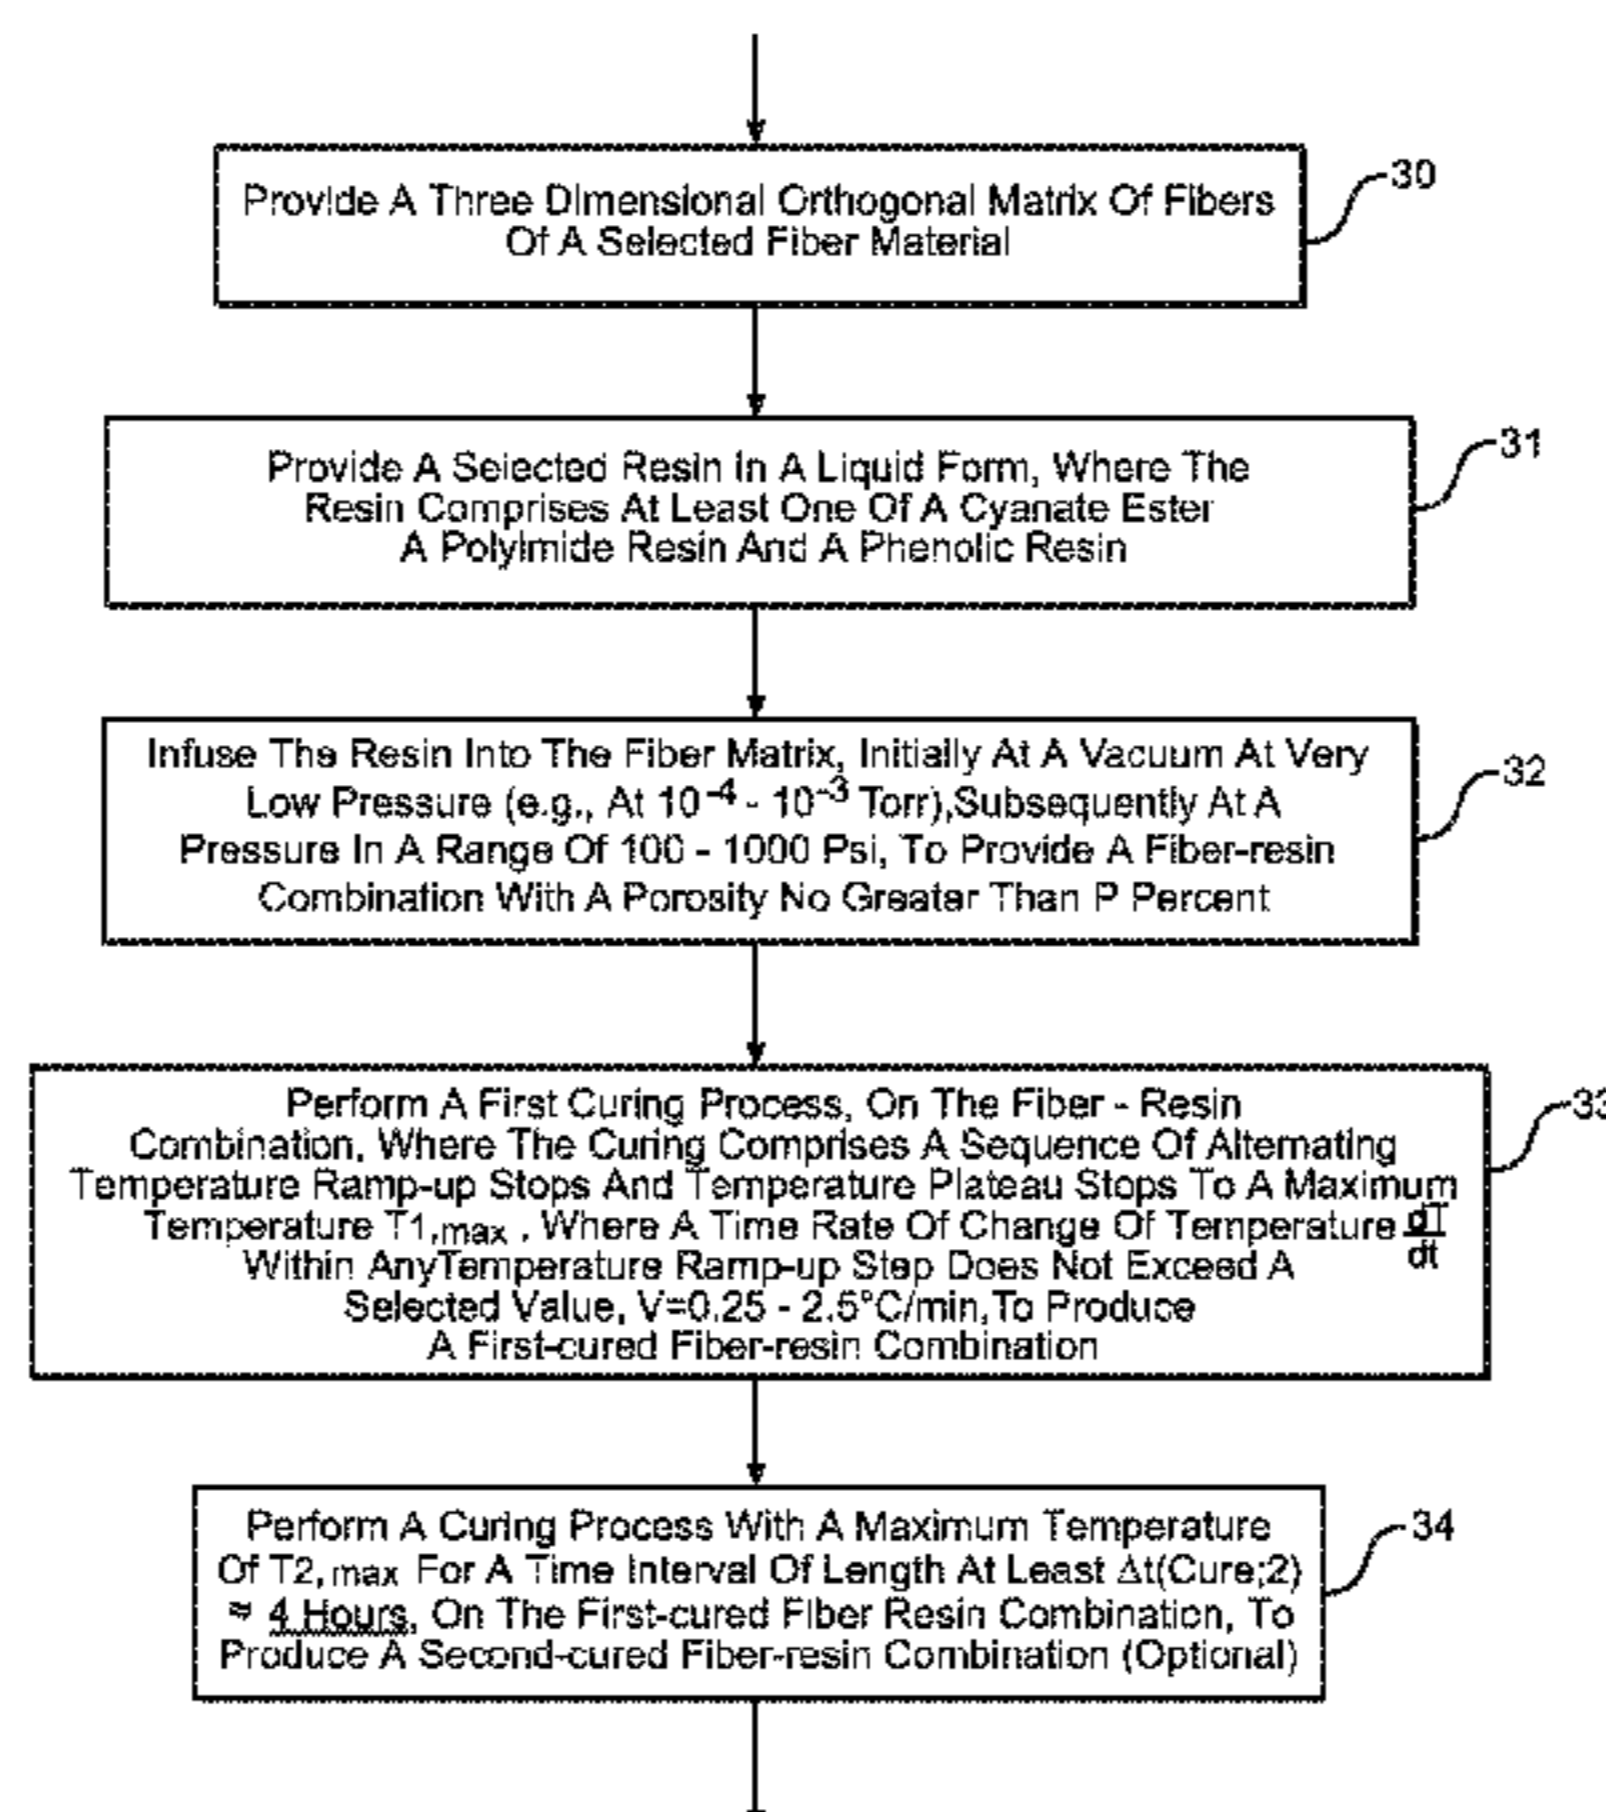 Provide A Three Dimensional Orthogonal Matrix Of Fibers
Of A Selected Fiber Material
30
Provide A Selected Resin In A Liquid Form, Where The
Resin Comprises At Least One Of A Cyanate Ester
A Polyimide Resin And A Phenolic Resin
31
Infuse The Resin Into The Fiber Matrix, Initially At A Vacuum At Very
Low Pressure (e.g., At 10⁻⁴ - 10⁻³ Torr),Subsequently At A
Pressure In A Range Of 100 - 1000 Psi, To Provide A Fiber-resin
Combination With A Porosity No Greater Than P Percent
32
Perform A First Curing Process, On The Fiber - Resin
Combination, Where The Curing Comprises A Sequence Of Alternating
Temperature Ramp-up Stops And Temperature Plateau Stops To A Maximum
Temperature T1,max , Where A Time Rate Of Change Of Temperature dT/dt
Within AnyTemperature Ramp-up Step Does Not Exceed A
Selected Value, V=0.25 - 2.5°C/min,To Produce
A First-cured Fiber-resin Combination
33
Perform A Curing Process With A Maximum Temperature
Of T2,max For A Time Interval Of Length At Least Δt(Cure;2)
≈ 4 Hours, On The First-cured Fiber Resin Combination, To
Produce A Second-cured Fiber-resin Combination (Optional)
34